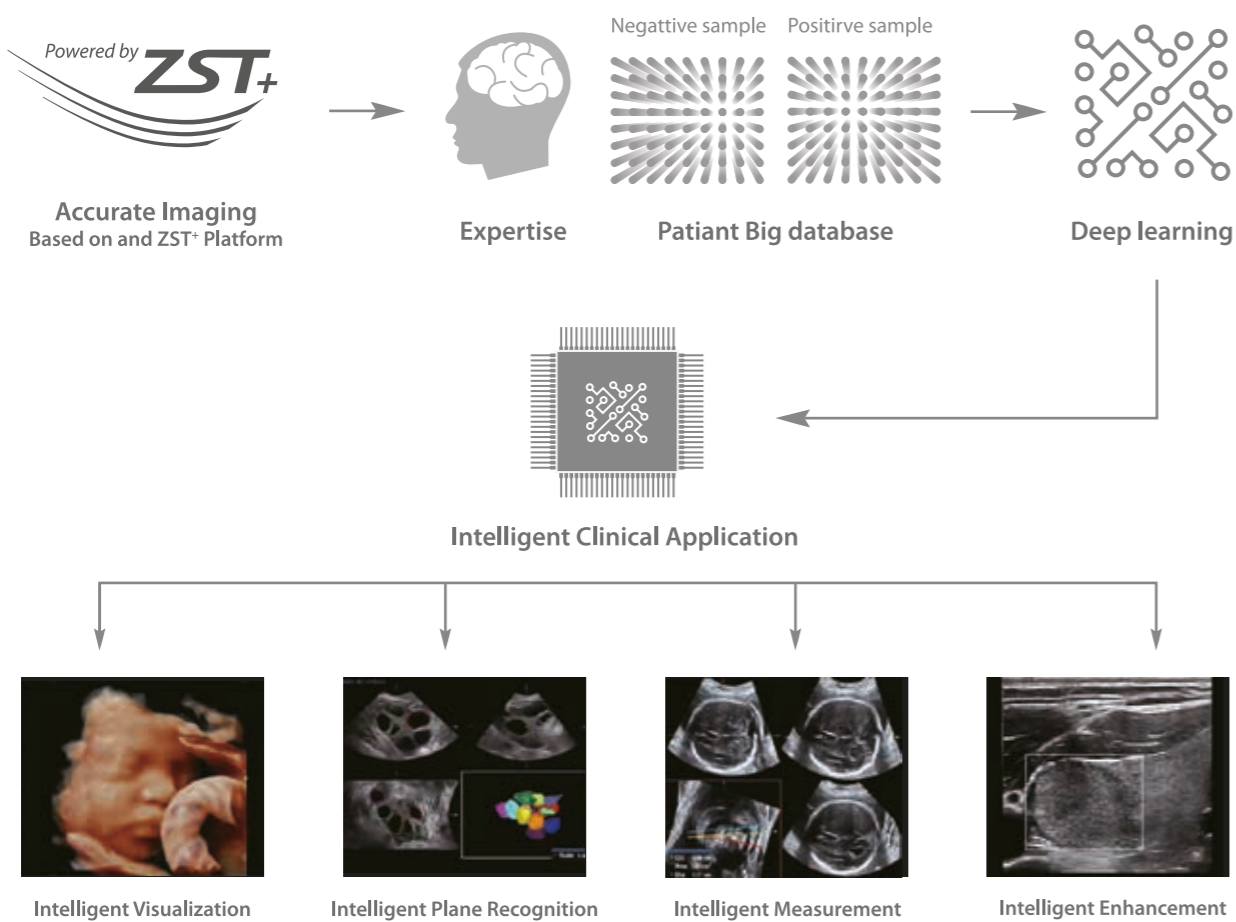 Negattive sample
Positirve sample
Powered by ZST+
Accurate Imaging
Based on and ZST+ Platform
Expertise
Patiant Big database
Deep learning
Intelligent Clinical Application
Intelligent Visualization
Intelligent Plane Recognition
Intelligent Measurement
Intelligent Enhancement